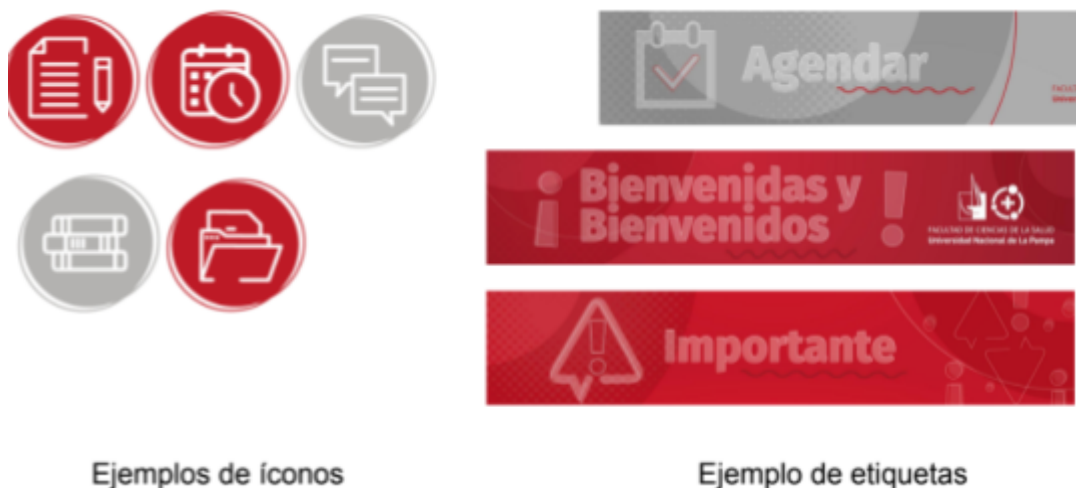 Agendar
¡ Bienvenidas y !
Bienvenidos
FACULTAD DE CIENCIAS DE LA SALUD
Universidad Nacional de La Pampa
Importante
Ejemplos de íconos
Ejemplo de etiquetas